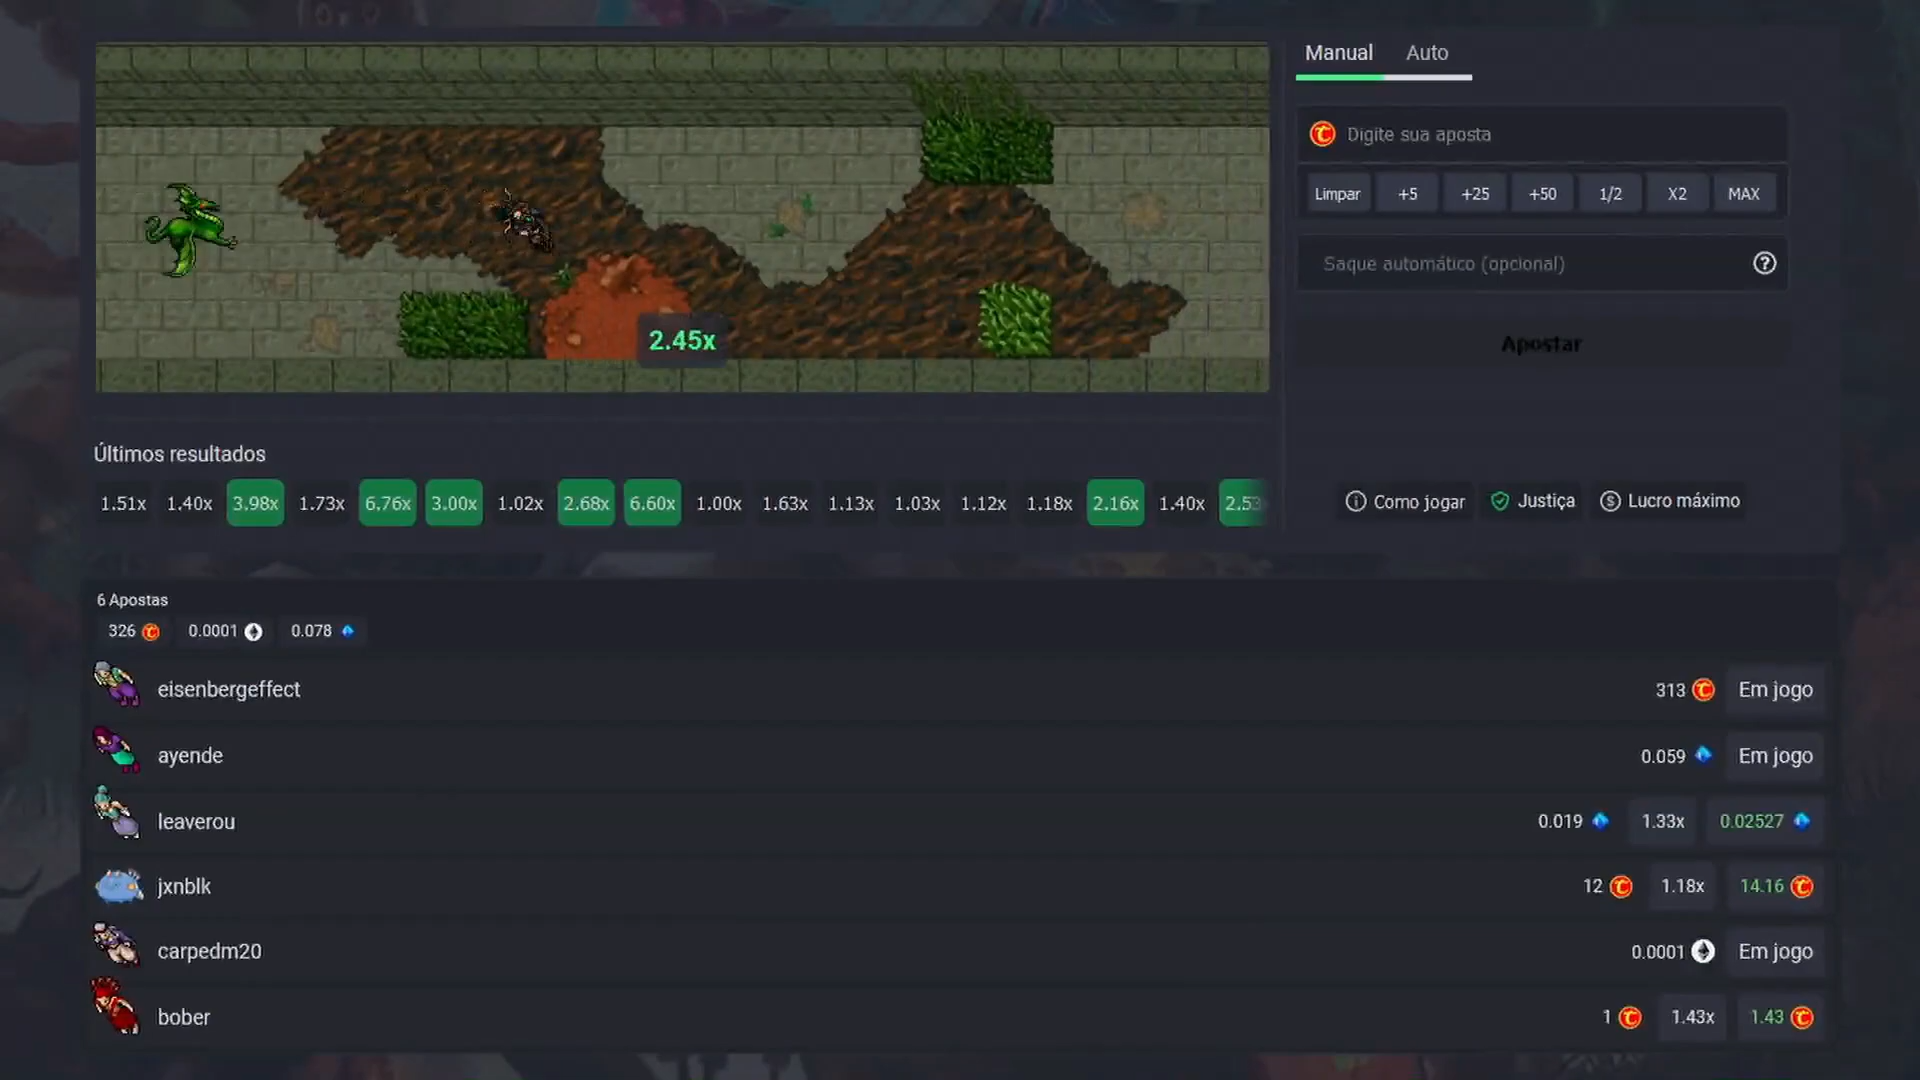 Manual Auto
Digite sua aposta
Limpar +5 +25 +50 1/2 X2 MAX
Saque automático (opcional)
Apostar
2.45x
Últimos resultados
1.51x 1.40x 3.98x 1.73x 6.76x 3.00x 1.02x 2.68x 6.60x 1.00x 1.63x 1.13x 1.03x 1.12x 1.18x 2.16x 1.40x 2.53
Como jogar Justiça Lucro máximo
6 Apostas
326 0.0001 0.078
eisenbergeffect 313 Em jogo
ayende 0.059 Em jogo
leaverou 0.019 1.33x 0.02527
jxnblk 12 1.18x 14.16
carpedm20 0.0001 Em jogo
bober 1 1.43x 1.43